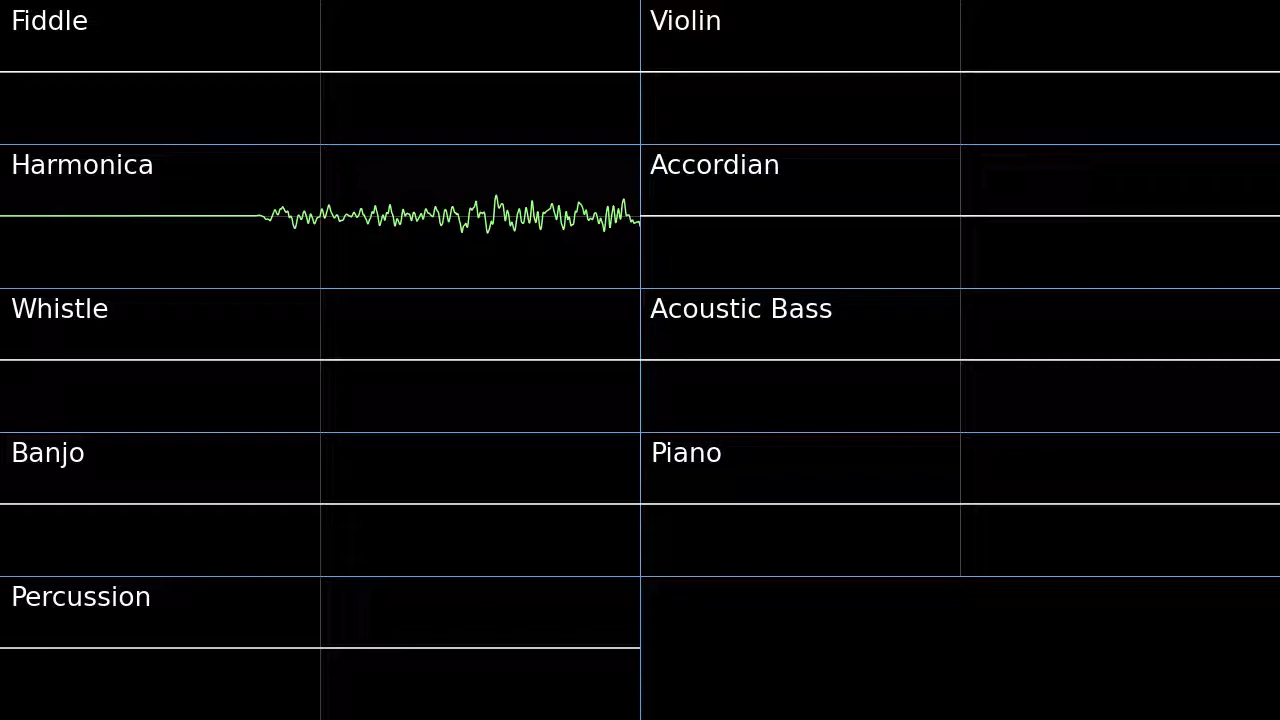 Fiddle
Violin
Harmonica
Accordian
Whistle
Acoustic Bass
Banjo
Piano
Percussion